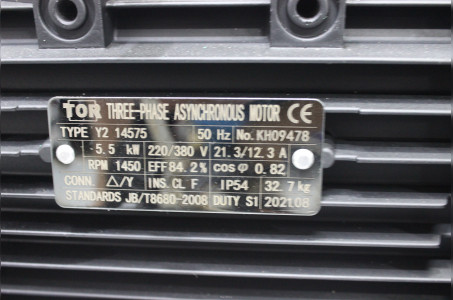 TOR THREE-PHASE ASYNCHRONOUS MOTOR CE
TYPE Y2 14575 50 Hz No. KH09478
5.5 kW 220/380 V 21.3/12.3 A
RPM 1450 EFF 84.2% cosφ 0.82
CONN. △/Y INS.CL F IP54 32.7 kg
STANDARDS JB/T8680-2008 DUTY S1 202108